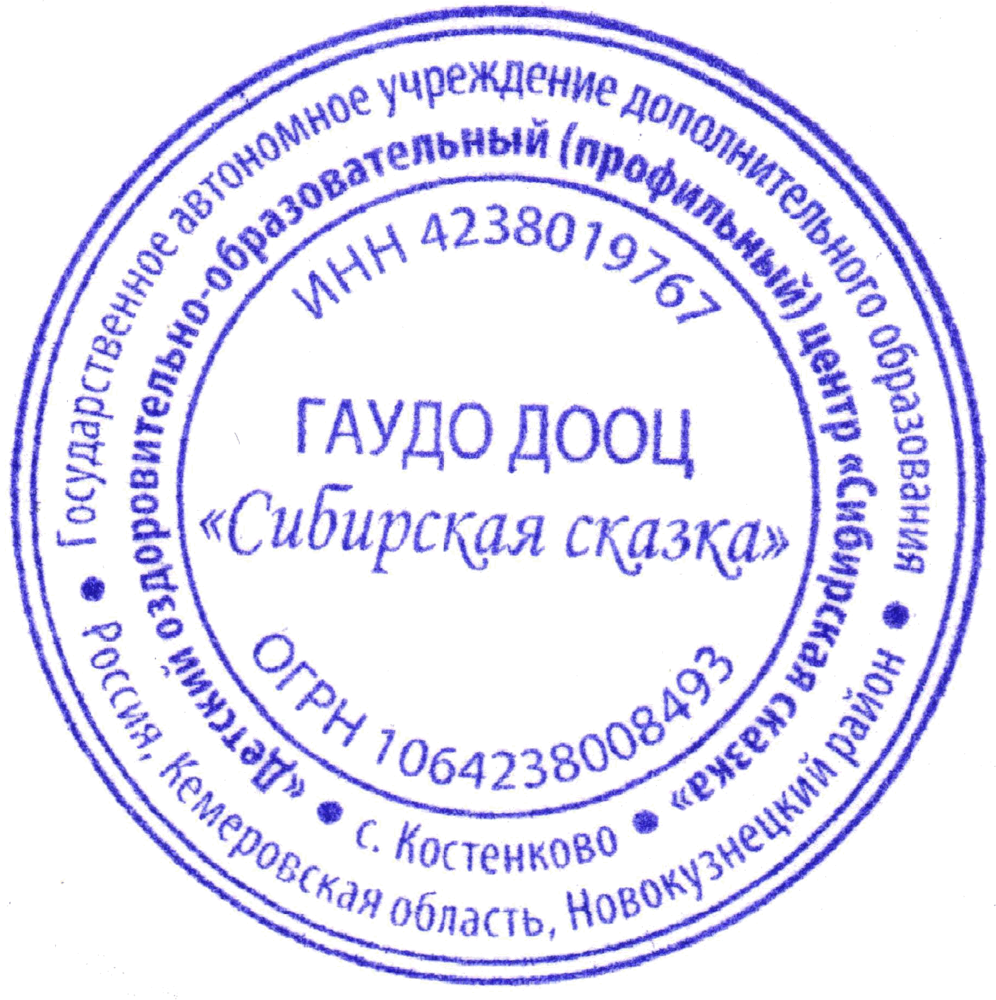 Государственное автономное учреждение дополнительного образования
• Россия, Кемеровская область, Новокузнецкий район •
«Детский оздоровительно-образовательный (профильный) центр «Сибирская сказка»
• с. Костенково •
ИНН 4238019767
ГАУДО ДООЦ
«Сибирская сказка»
ОГРН 1064238008493